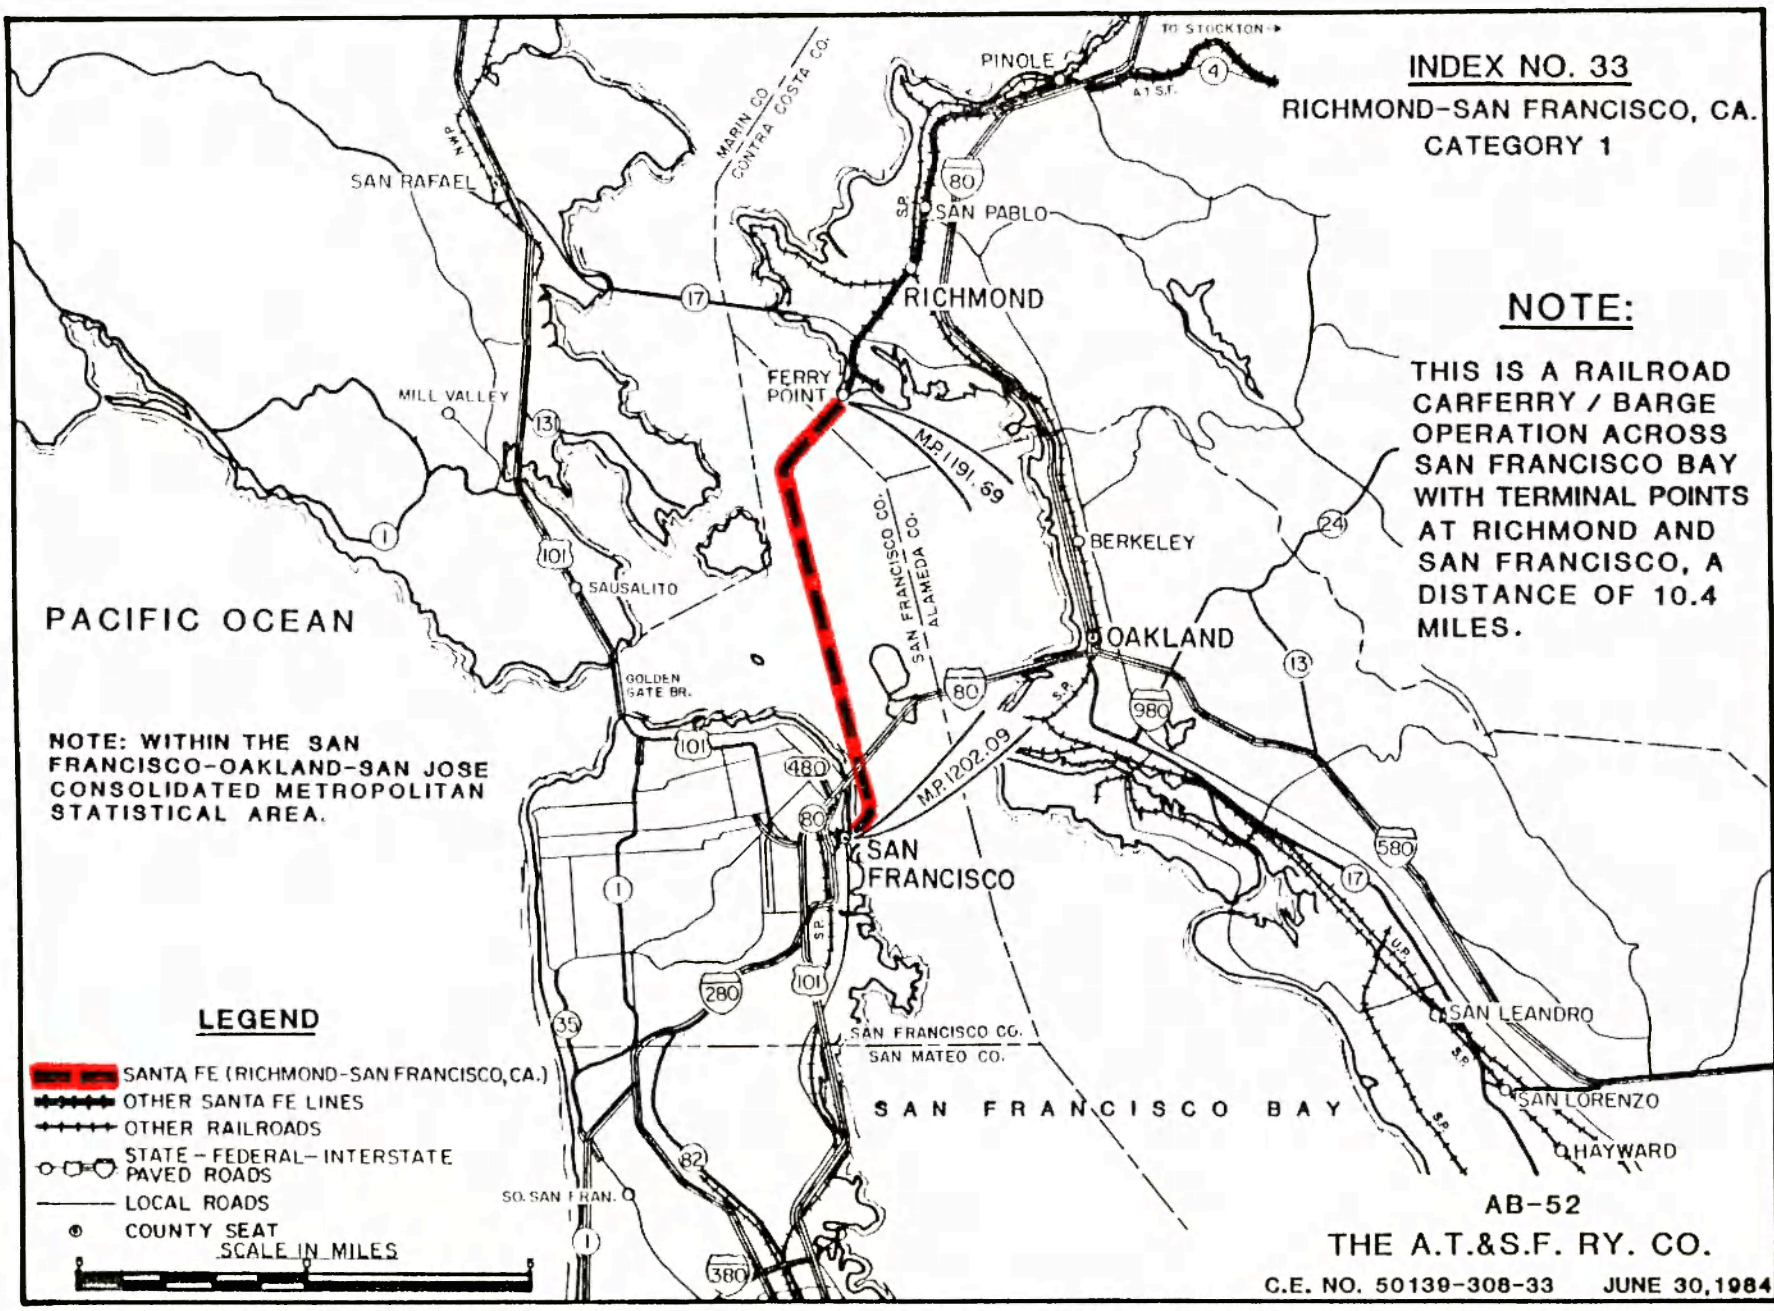 TO STOCKTON
PINOLE
4
A.T.S.F.
INDEX NO. 33
RICHMOND-SAN FRANCISCO, CA.
CATEGORY 1
MARIN CO.
CONTRA COSTA CO.
NWP
SAN RAFAEL
80
S.P.
SAN PABLO
RICHMOND
17
NOTE:
THIS IS A RAILROAD
CARFERRY / BARGE
OPERATION ACROSS
SAN FRANCISCO BAY
WITH TERMINAL POINTS
AT RICHMOND AND
SAN FRANCISCO, A
DISTANCE OF 10.4
MILES.
FERRY
POINT
MILL VALLEY
131
M.P. 1191.69
SAN FRANCISCO CO.
ALAMEDA CO.
24
1
101
BERKELEY
SAUSALITO
PACIFIC OCEAN
OAKLAND
13
GOLDEN
GATE BR.
80
S.P.
980
NOTE: WITHIN THE SAN
FRANCISCO-OAKLAND-SAN JOSE
CONSOLIDATED METROPOLITAN
STATISTICAL AREA.
101
480
M.P. 1202.09
80
SAN
FRANCISCO
580
17
1
S.P.
U.P.
280
101
35
SAN FRANCISCO CO.
SAN MATEO CO.
SAN LEANDRO
S.P.
SAN LORENZO
SAN FRANCISCO BAY
S.P.
HAYWARD
82
SO. SAN FRAN.
1
380
LEGEND
SANTA FE (RICHMOND-SAN FRANCISCO, CA.)
OTHER SANTA FE LINES
OTHER RAILROADS
STATE-FEDERAL-INTERSTATE
PAVED ROADS
LOCAL ROADS
COUNTY SEAT
SCALE IN MILES
AB-52
THE A.T.&S.F. RY. CO.
C.E. NO. 50139-308-33 JUNE 30, 1984